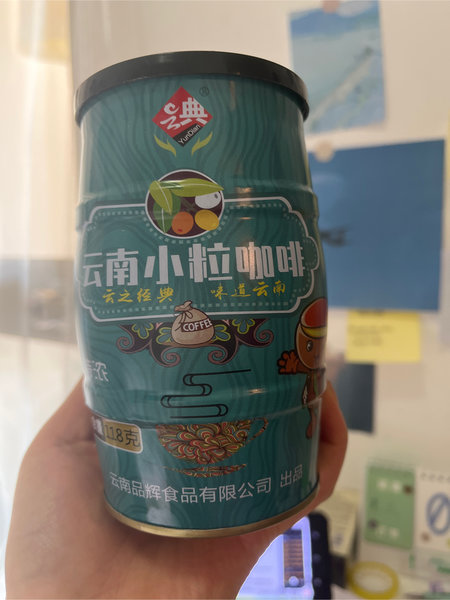 云典®
YunDian
云南小粒咖啡
云之经典 味道云南
COFFEE
118克
云南品辉食品有限公司 出品